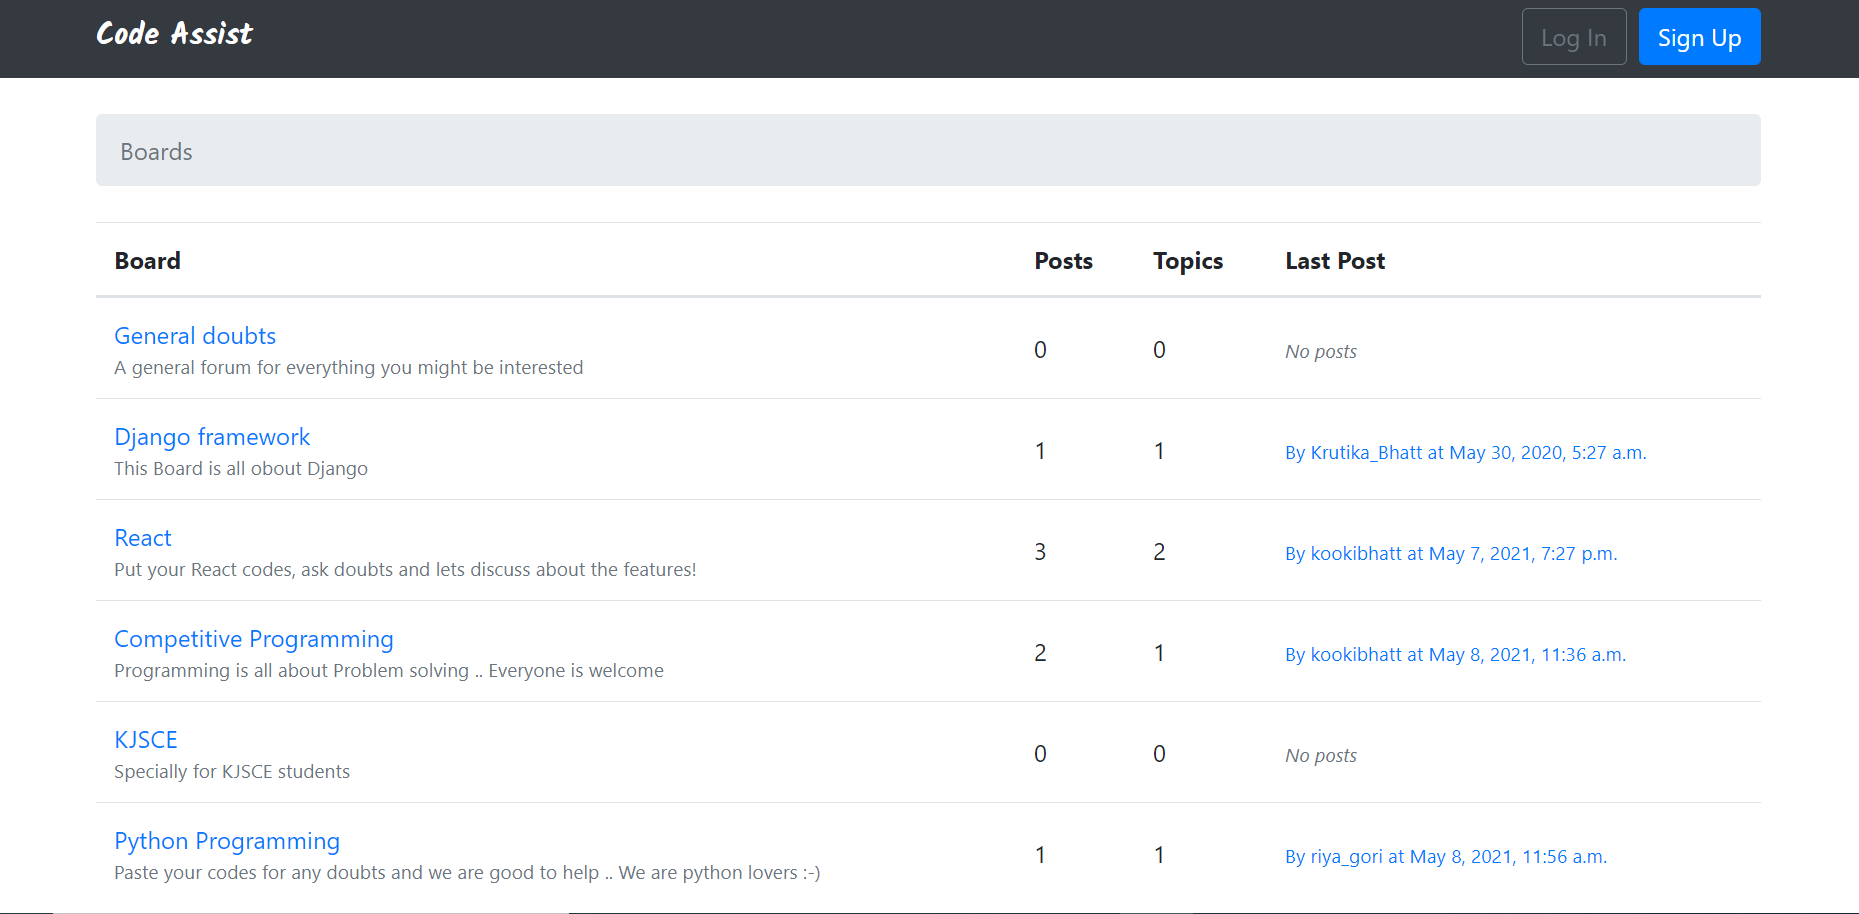 Code Assist
Log In
Sign Up
Boards
Board Posts Topics Last Post
General doubts
A general forum for everything you might be interested
0 0 No posts
Django framework
This Board is all obout Django
1 1 By Krutika_Bhatt at May 30, 2020, 5:27 a.m.
React
Put your React codes, ask doubts and lets discuss about the features!
3 2 By kookibhatt at May 7, 2021, 7:27 p.m.
Competitive Programming
Programming is all about Problem solving .. Everyone is welcome
2 1 By kookibhatt at May 8, 2021, 11:36 a.m.
KJSCE
Specially for KJSCE students
0 0 No posts
Python Programming
Paste your codes for any doubts and we are good to help .. We are python lovers :-)
1 1 By riya_gori at May 8, 2021, 11:56 a.m.